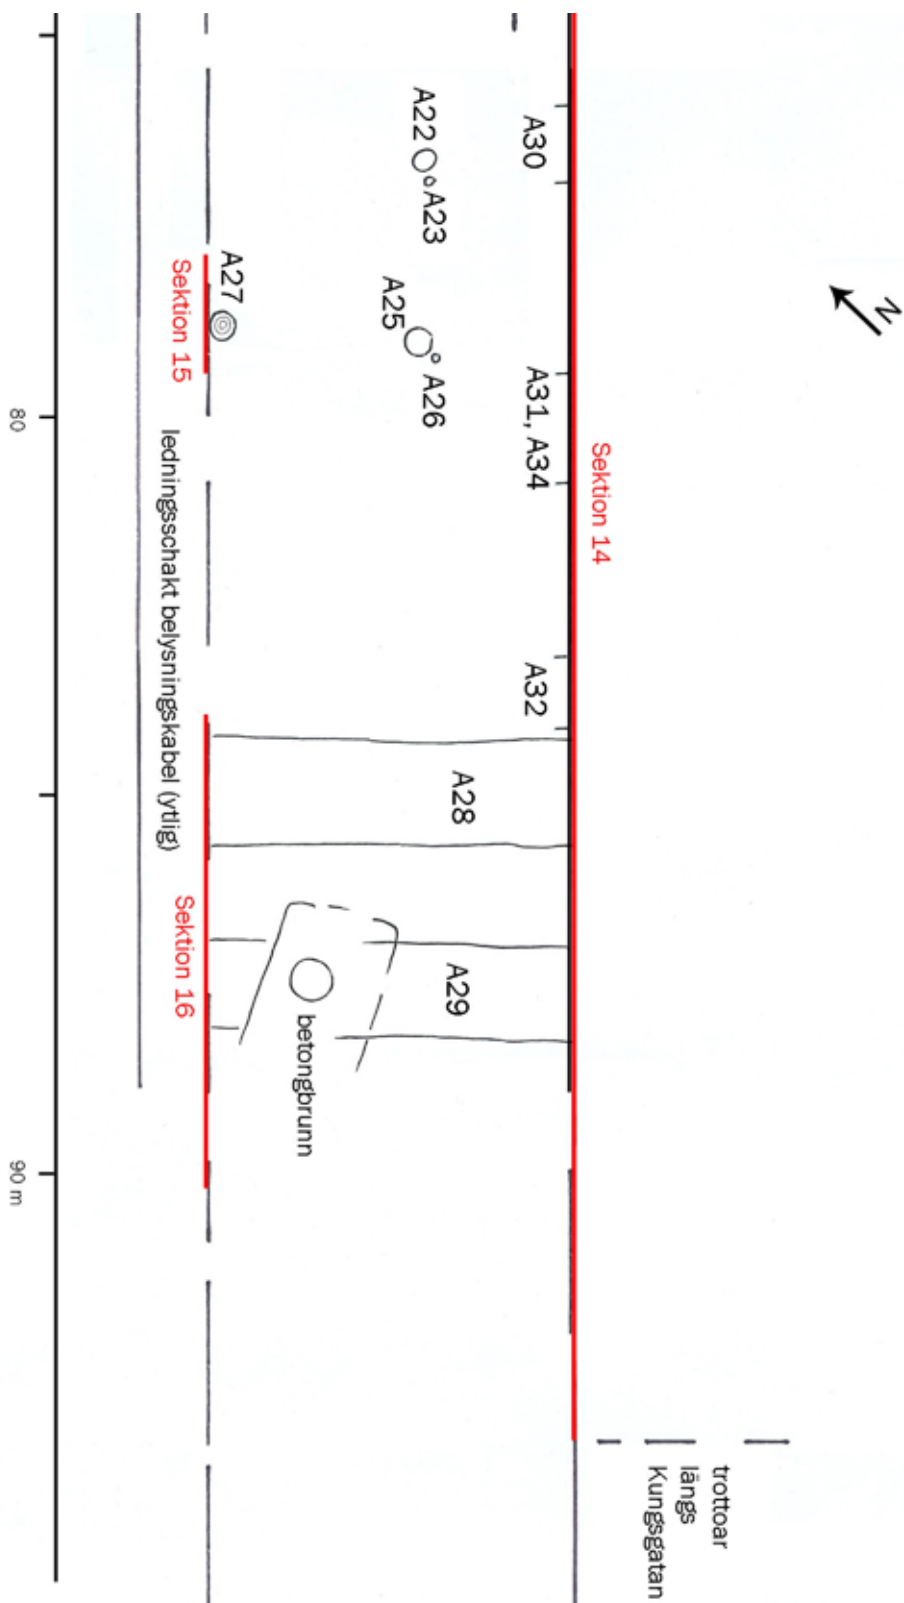 N
A30
A22
A23
A27
A25
A26
Sektion 15
A31, A34
Sektion 14
80
ledningsschakt belysningskabel (ytlig)
A32
A28
Sektion 16
A29
betongbrunn
90 m
trottoar
längs
Kungsgatan